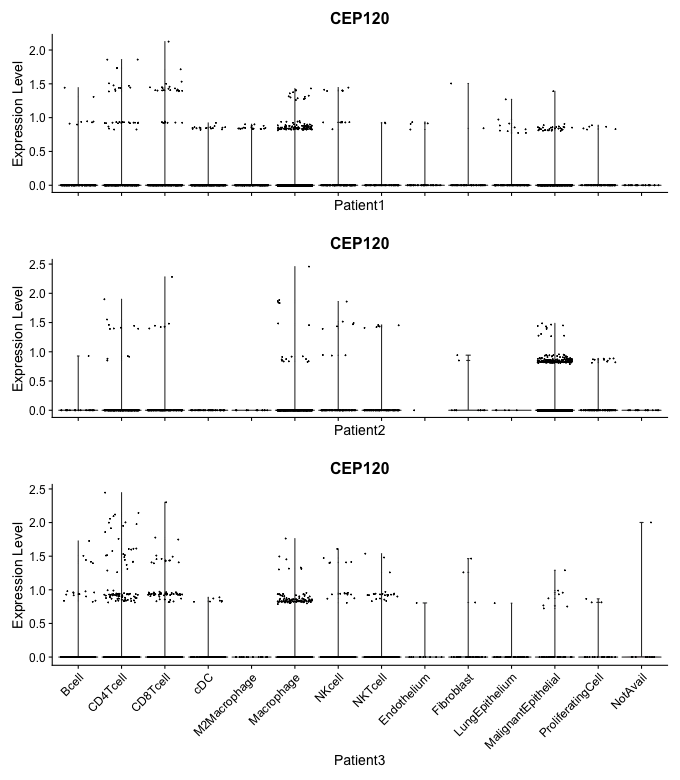 CEP120
Expression Level
2.0
1.5
1.0
0.5
0.0
Patient1
CEP120
Expression Level
2.5
2.0
1.5
1.0
0.5
0.0
Patient2
CEP120
Expression Level
2.5
2.0
1.5
1.0
0.5
0.0
Bcell
CD4Tcell
CD8Tcell
cDC
M2Macrophage
Macrophage
NKcell
NKTcell
Endothelium
Fibroblast
LungEpithelium
MalignantEpithelial
ProliferatingCell
NotAvail
Patient3